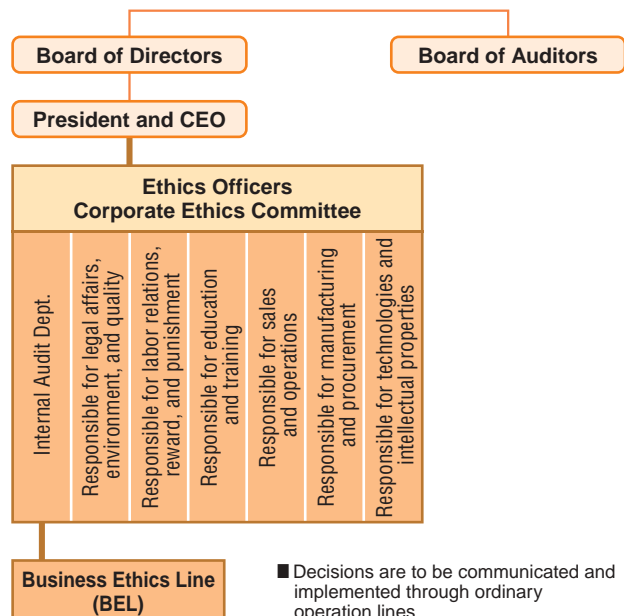 Board of Directors
Board of Auditors
President and CEO
Ethics Officers
Corporate Ethics Committee
Internal Audit Dept.
Responsible for legal affairs,
environment, and quality
Responsible for labor relations,
reward, and punishment
Responsible for education
and training
Responsible for sales
and operations
Responsible for manufacturing
and procurement
Responsible for technologies and
intellectual properties
Business Ethics Line
(BEL)
■ Decisions are to be communicated and
implemented through ordinary
operation lines